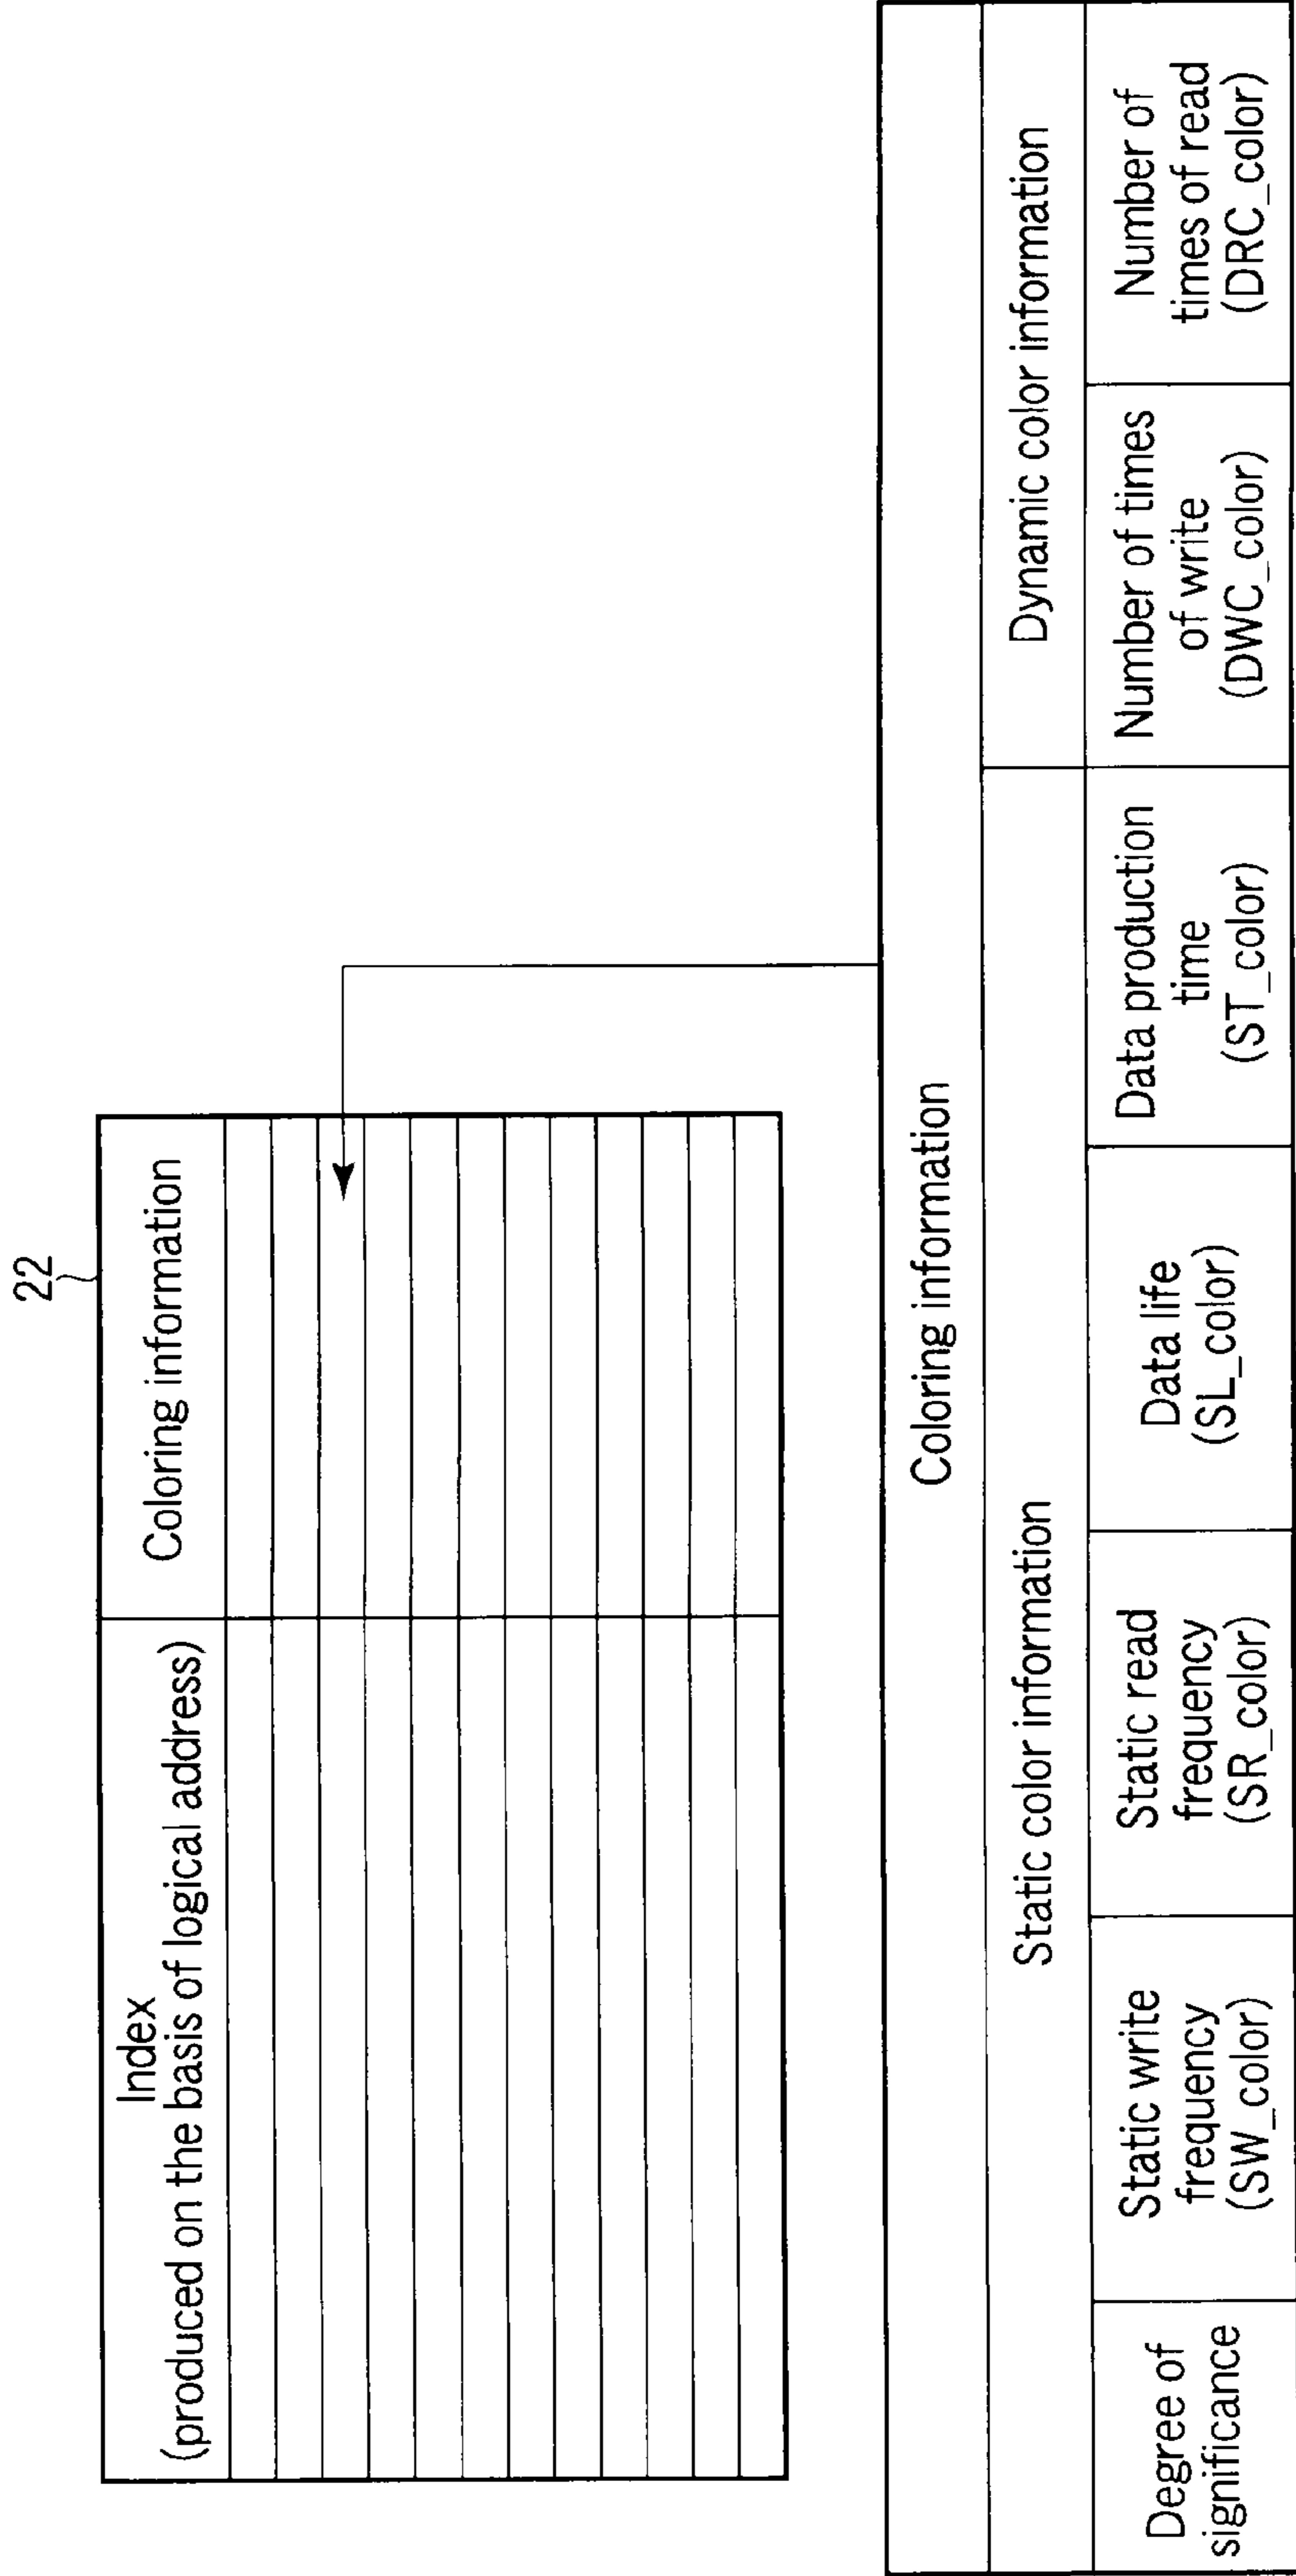 22
Index
(produced on the basis of logical address)
Coloring information
Coloring information
Static color information
Dynamic color information
Degree of
significance
Static write
frequency
(SW_color)
Static read
frequency
(SR_color)
Data life
(SL_color)
Data production
time
(ST_color)
Number of times
of write
(DWC_color)
Number of
times of read
(DRC_color)